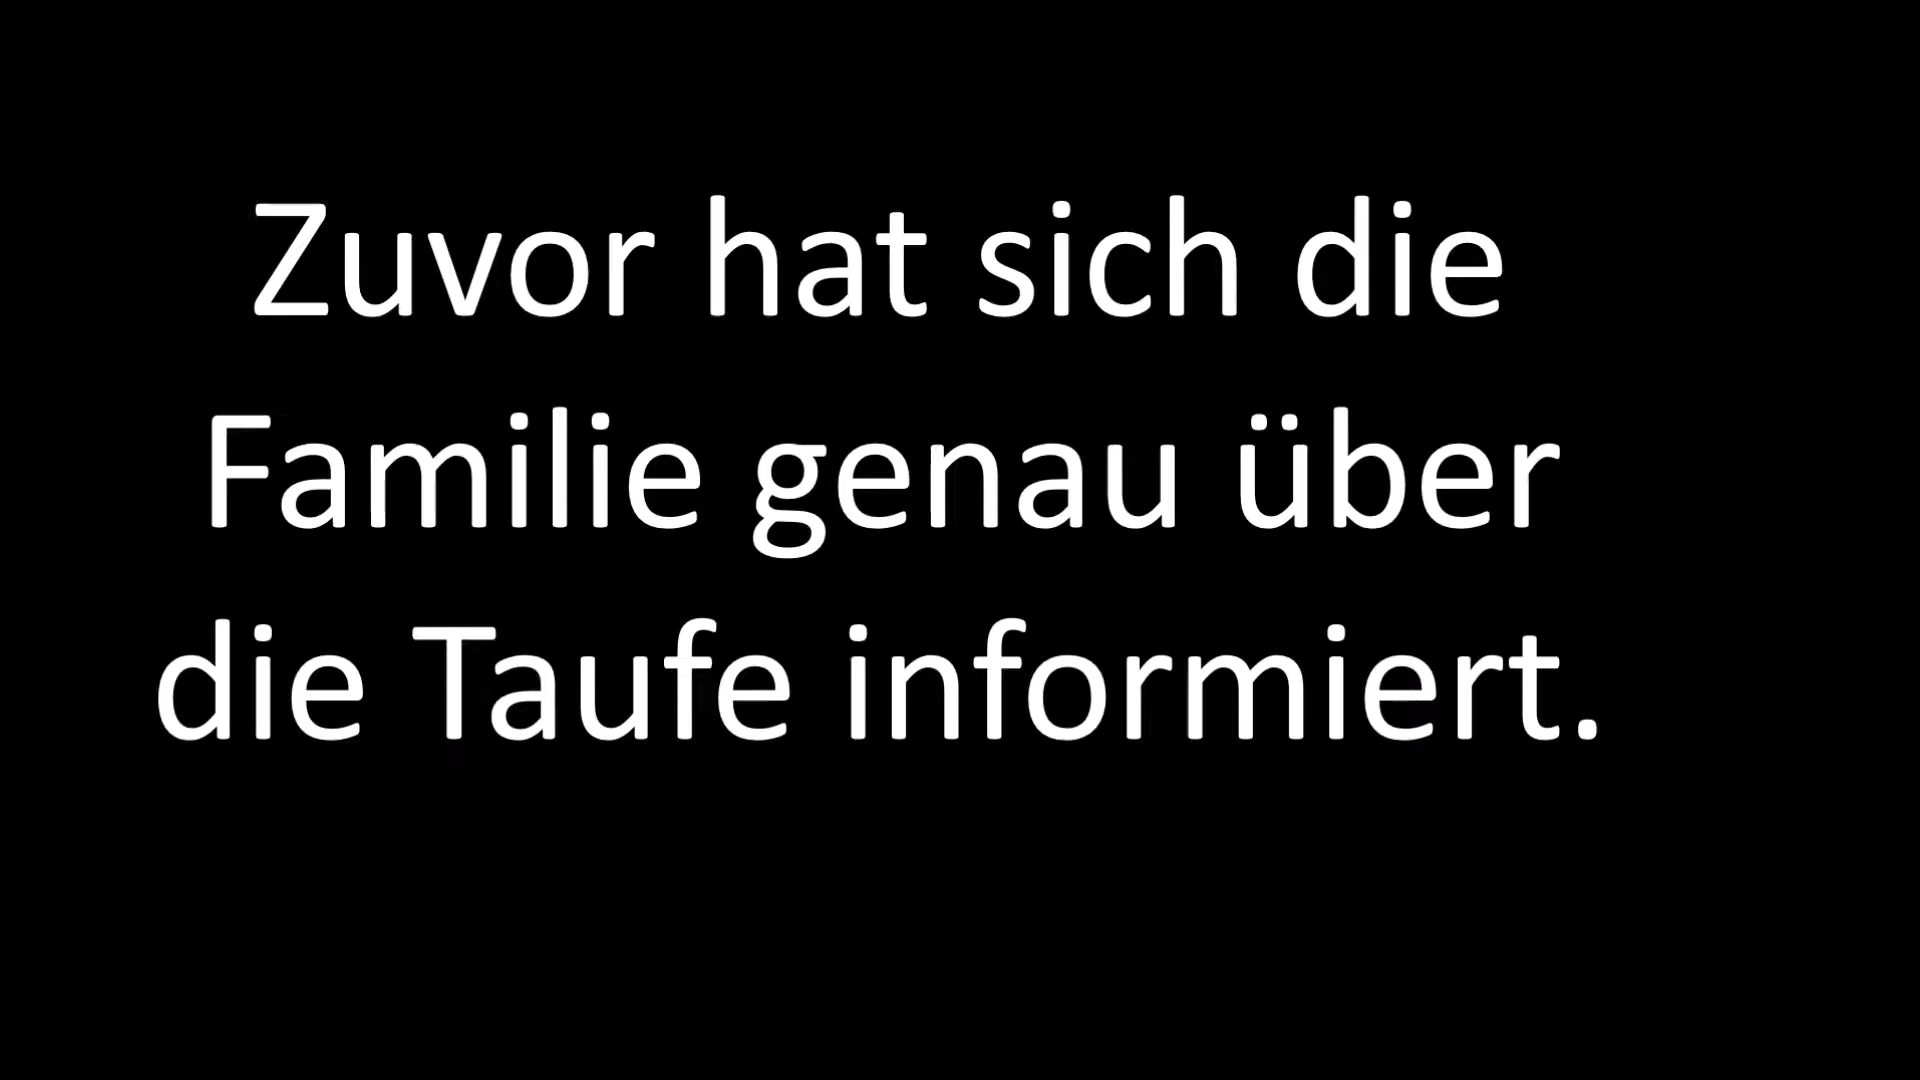 Zuvor hat sich die
Familie genau über
die Taufe informiert.